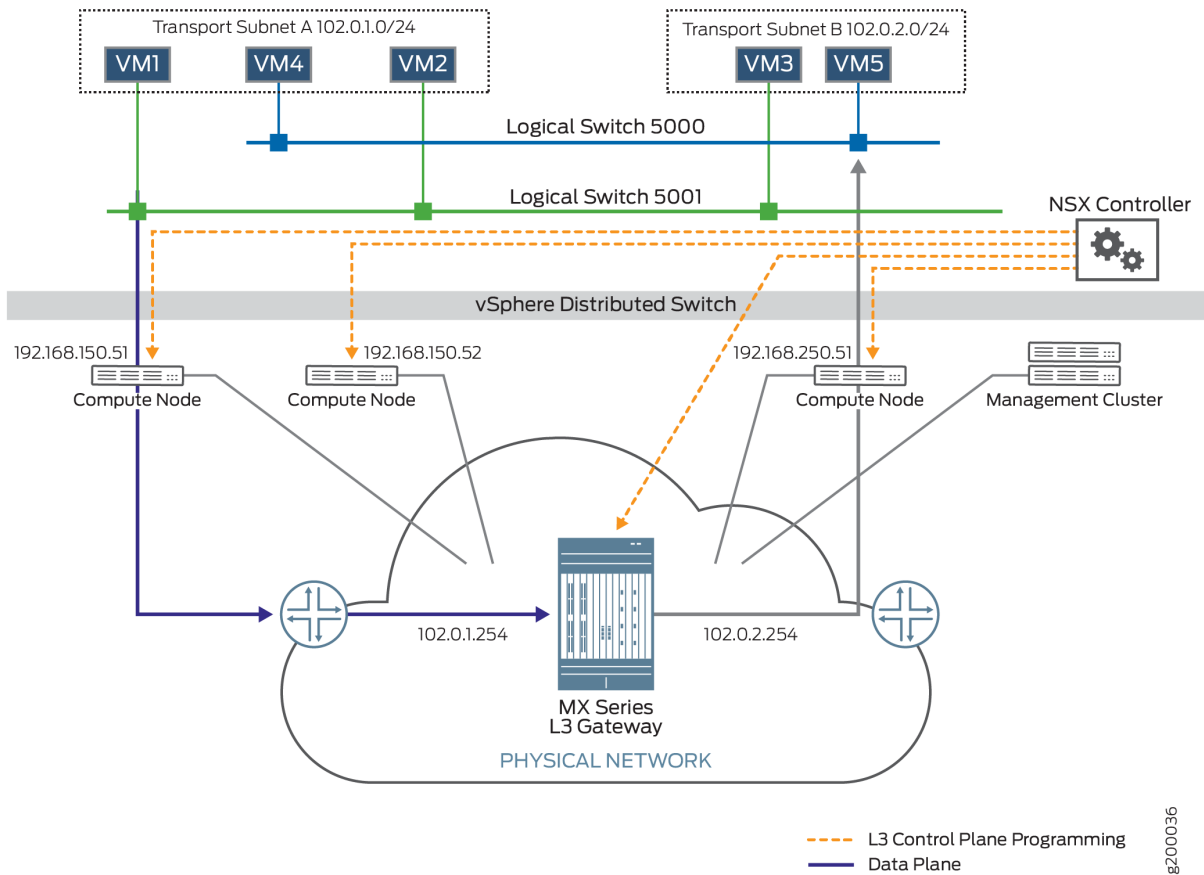 Transport Subnet A 102.0.1.0/24
Transport Subnet B 102.0.2.0/24
VM1
VM4
VM2
VM3
VM5
Logical Switch 5000
Logical Switch 5001
NSX Controller
vSphere Distributed Switch
192.168.150.51
192.168.150.52
192.168.250.51
Compute Node
Compute Node
Compute Node
Management Cluster
102.0.1.254
102.0.2.254
MX Series
L3 Gateway
PHYSICAL NETWORK
L3 Control Plane Programming
Data Plane
g200036